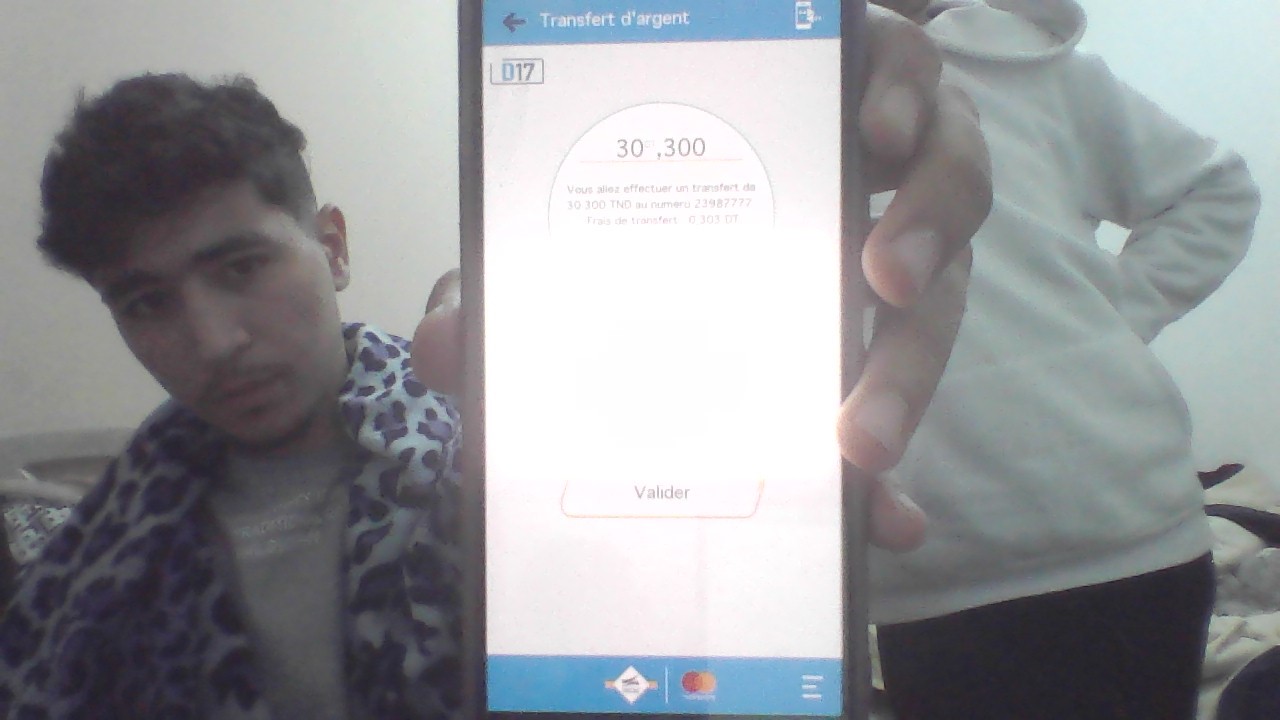 Transfert d'argent
D17
30 DT ,300
Vous allez effectuer un transfert de
30.300 TND au numéro 23987777
Frais de transfert : 0.303 DT
Valider